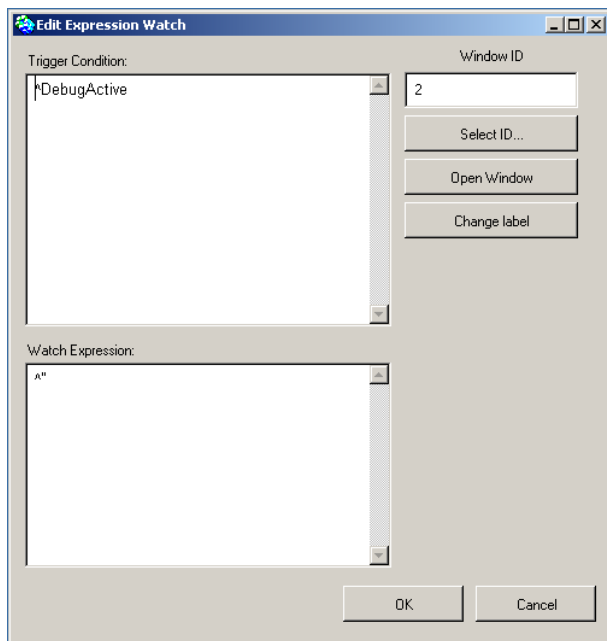 Edit Expression Watch
Trigger Condition:
^DebugActive
Window ID
2
Select ID...
Open Window
Change label
Watch Expression:
^"
OK
Cancel